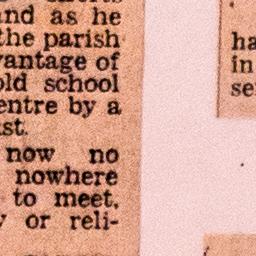 and as he
the parish
vantage of
old school
entre by a
st.
now no
nowhere
to meet,
or reli-
ha
in
se